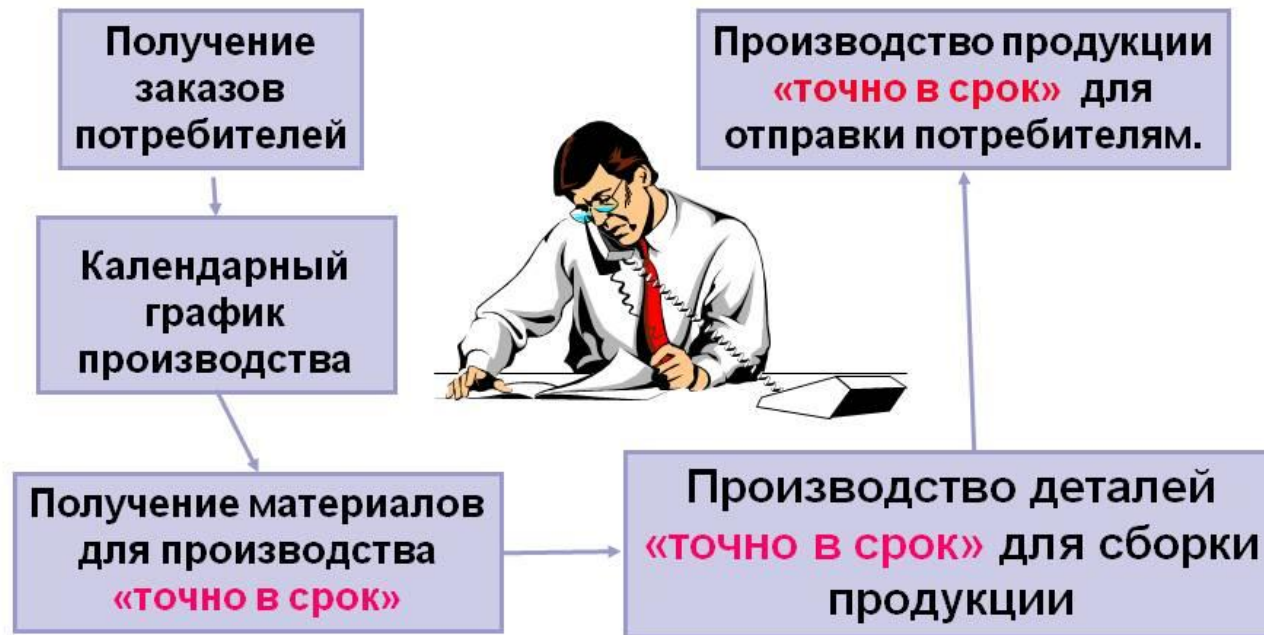 Получение
заказов
потребителей
Календарный
график
производства
Получение материалов
для производства
«точно в срок»
Производство деталей
«точно в срок» для сборки
продукции
Производство продукции
«точно в срок» для
отправки потребителям.